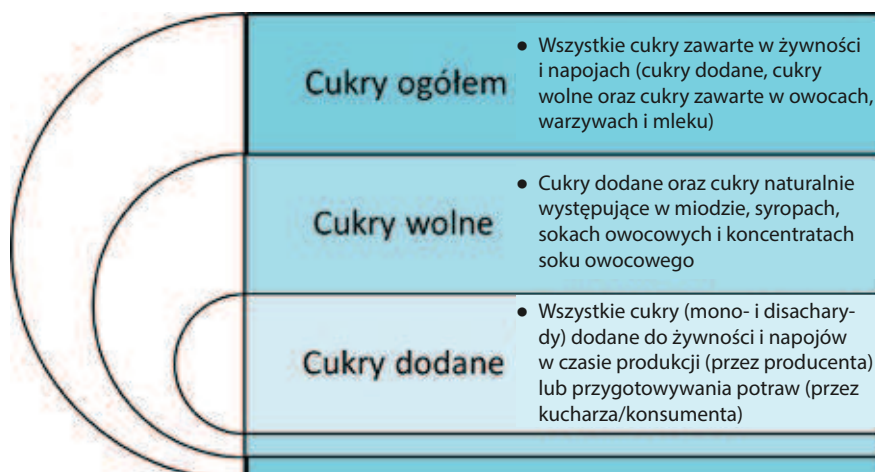 Cukry ogółem
• Wszystkie cukry zawarte w żywności
i napojach (cukry dodane, cukry
wolne oraz cukry zawarte w owocach,
warzywach i mleku)
Cukry wolne
• Cukry dodane oraz cukry naturalnie
występujące w miodzie, syropach,
sokach owocowych i koncentratach
soku owocowego
Cukry dodane
• Wszystkie cukry (mono- i disachary-
dy) dodane do żywności i napojów
w czasie produkcji (przez producenta)
lub przygotowywania potraw (przez
kucharza/konsumenta)